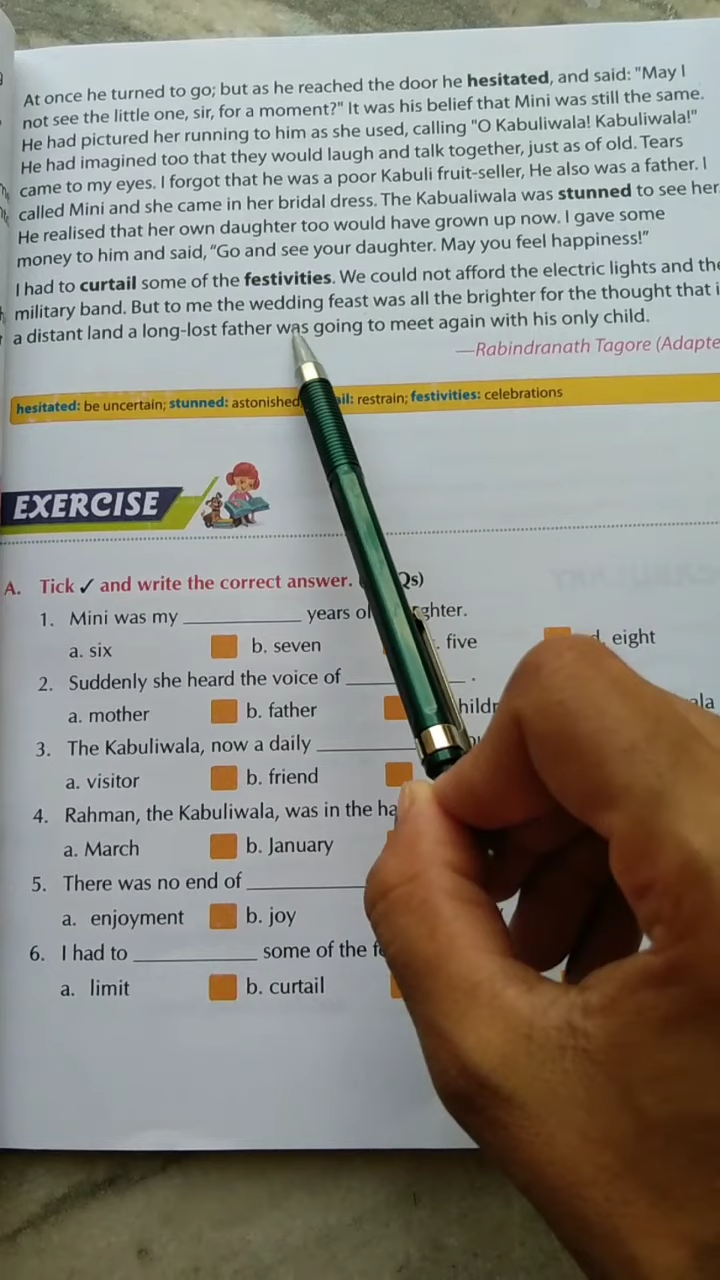 At once he turned to go; but as he reached the door he hesitated, and said: "May I
not see the little one, sir, for a moment?" It was his belief that Mini was still the same.
He had pictured her running to him as she used, calling "O Kabuliwala! Kabuliwala!"
He had imagined too that they would laugh and talk together, just as of old. Tears
came to my eyes. I forgot that he was a poor Kabuli fruit-seller, He also was a father. I
called Mini and she came in her bridal dress. The Kabualiwala was stunned to see her.
He realised that her own daughter too would have grown up now. I gave some
money to him and said, "Go and see your daughter. May you feel happiness!"
I had to curtail some of the festivities. We could not afford the electric lights and the
military band. But to me the wedding feast was all the brighter for the thought that
a distant land a long-lost father was going to meet again with his only child.
—Rabindranath Tagore (Adapte
hesitated: be uncertain; stunned: astonished ail: restrain; festivities: celebrations
EXERCISE
A. Tick ✓ and write the correct answer. Qs)
1. Mini was my ____________ years ol ghter.
a. six b. seven five d. eight
2. Suddenly she heard the voice of ____________ .
a. mother b. father hildr ala
3. The Kabuliwala, now a daily ____________
a. visitor b. friend
4. Rahman, the Kabuliwala, was in the ha
a. March b. January
5. There was no end of ____________
a. enjoyment b. joy
6. I had to ____________ some of the f
a. limit b. curtail